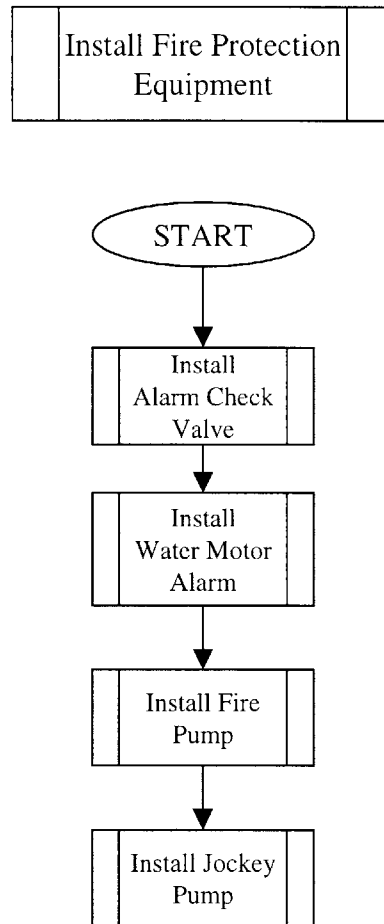 Install Fire Protection
Equipment
START
Install
Alarm Check
Valve
Install
Water Motor
Alarm
Install Fire
Pump
Install Jockey
Pump